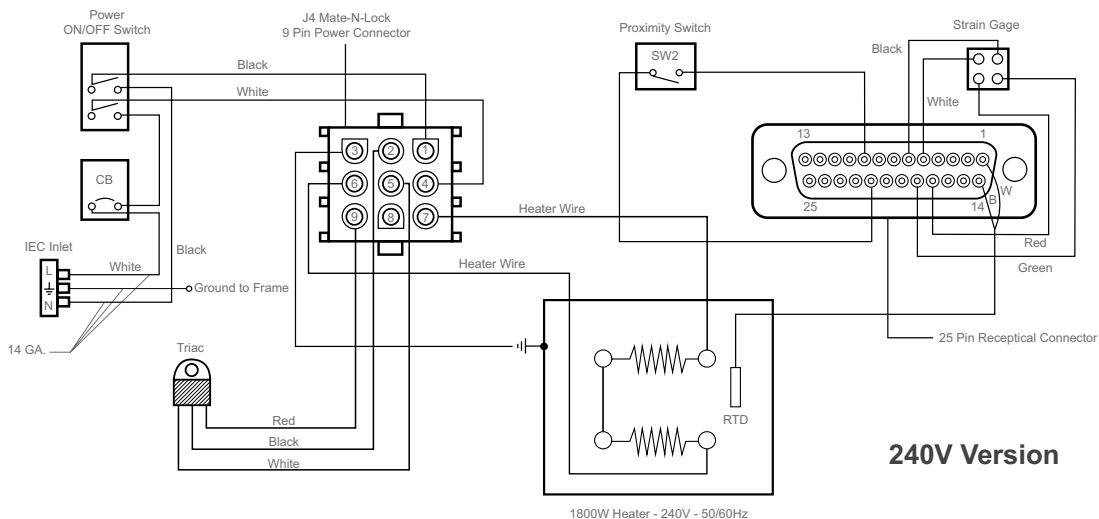 Power
ON/OFF Switch
J4 Mate-N-Lock
9 Pin Power Connector
Proximity Switch
SW2
Strain Gage
Black
Black
White
White
13
1
3
2
1
6
5
4
9
8
7
25
14
B
W
CB
Heater Wire
Red
Green
Heater Wire
IEC Inlet
L
N
White
Black
Ground to Frame
14 GA.
25 Pin Receptical Connector
Triac
Red
Black
White
RTD
240V Version
1800W Heater - 240V - 50/60Hz